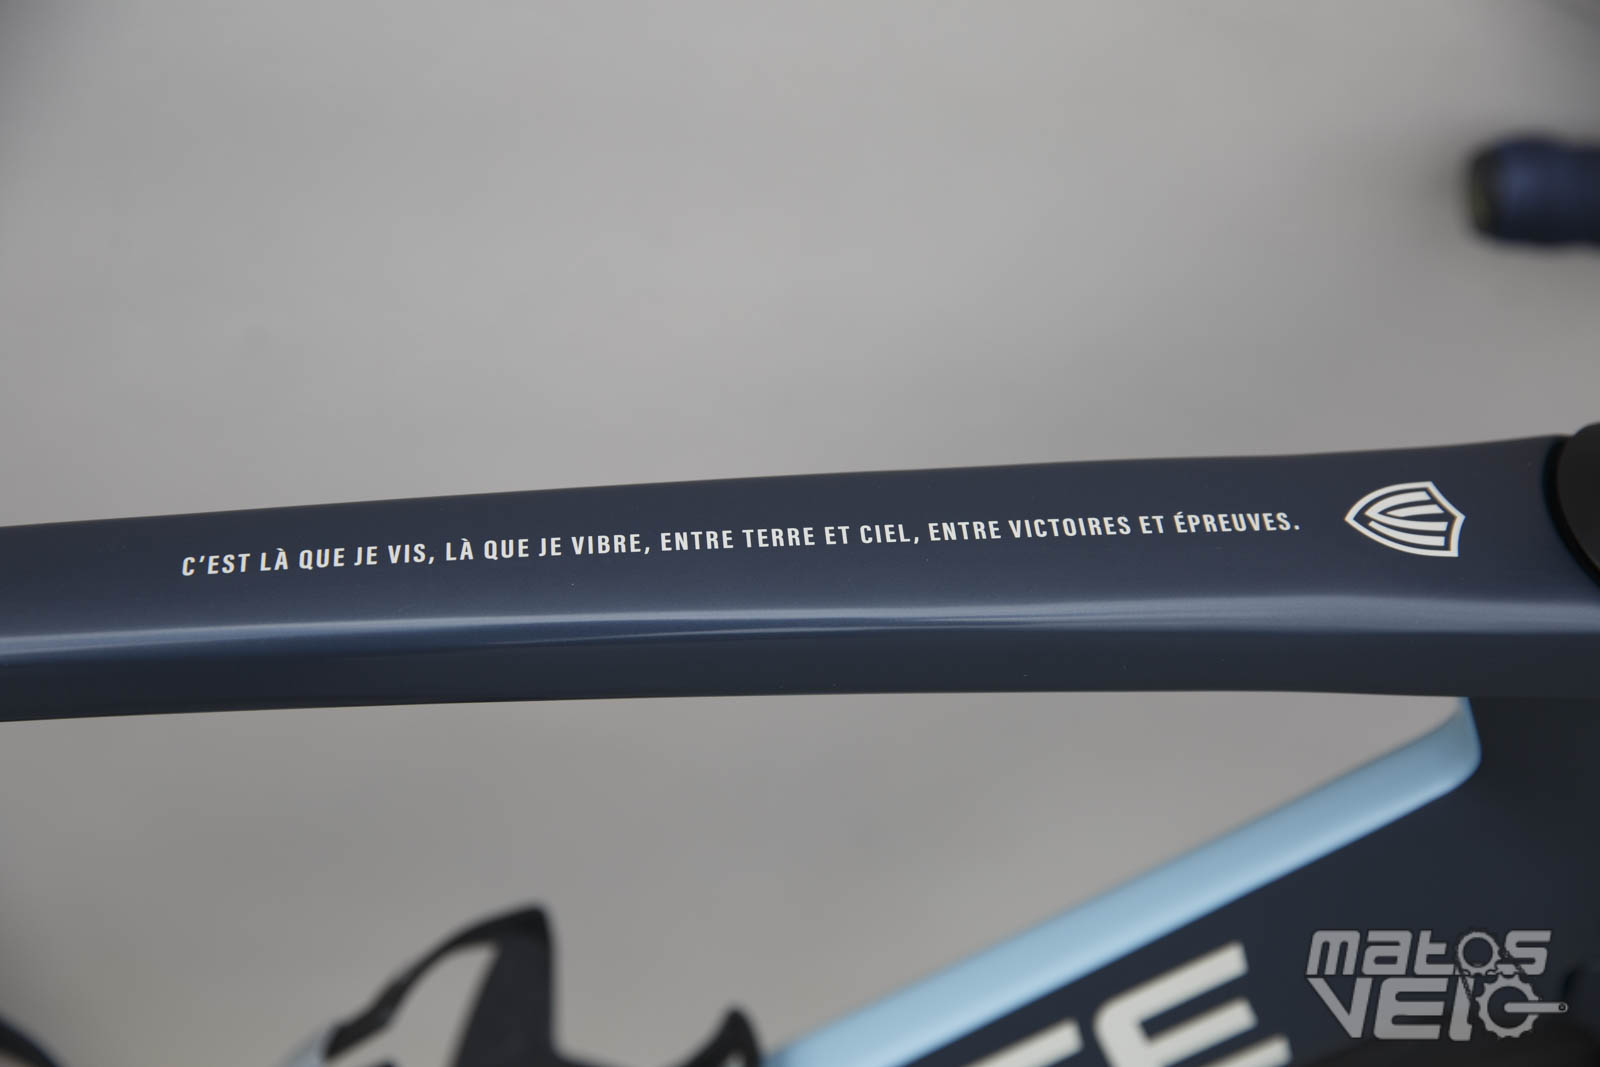 C'EST LÀ QUE JE VIS, LÀ QUE JE VIBRE, ENTRE TERRE ET CIEL, ENTRE VICTOIRES ET ÉPREUVES.
matos
velo